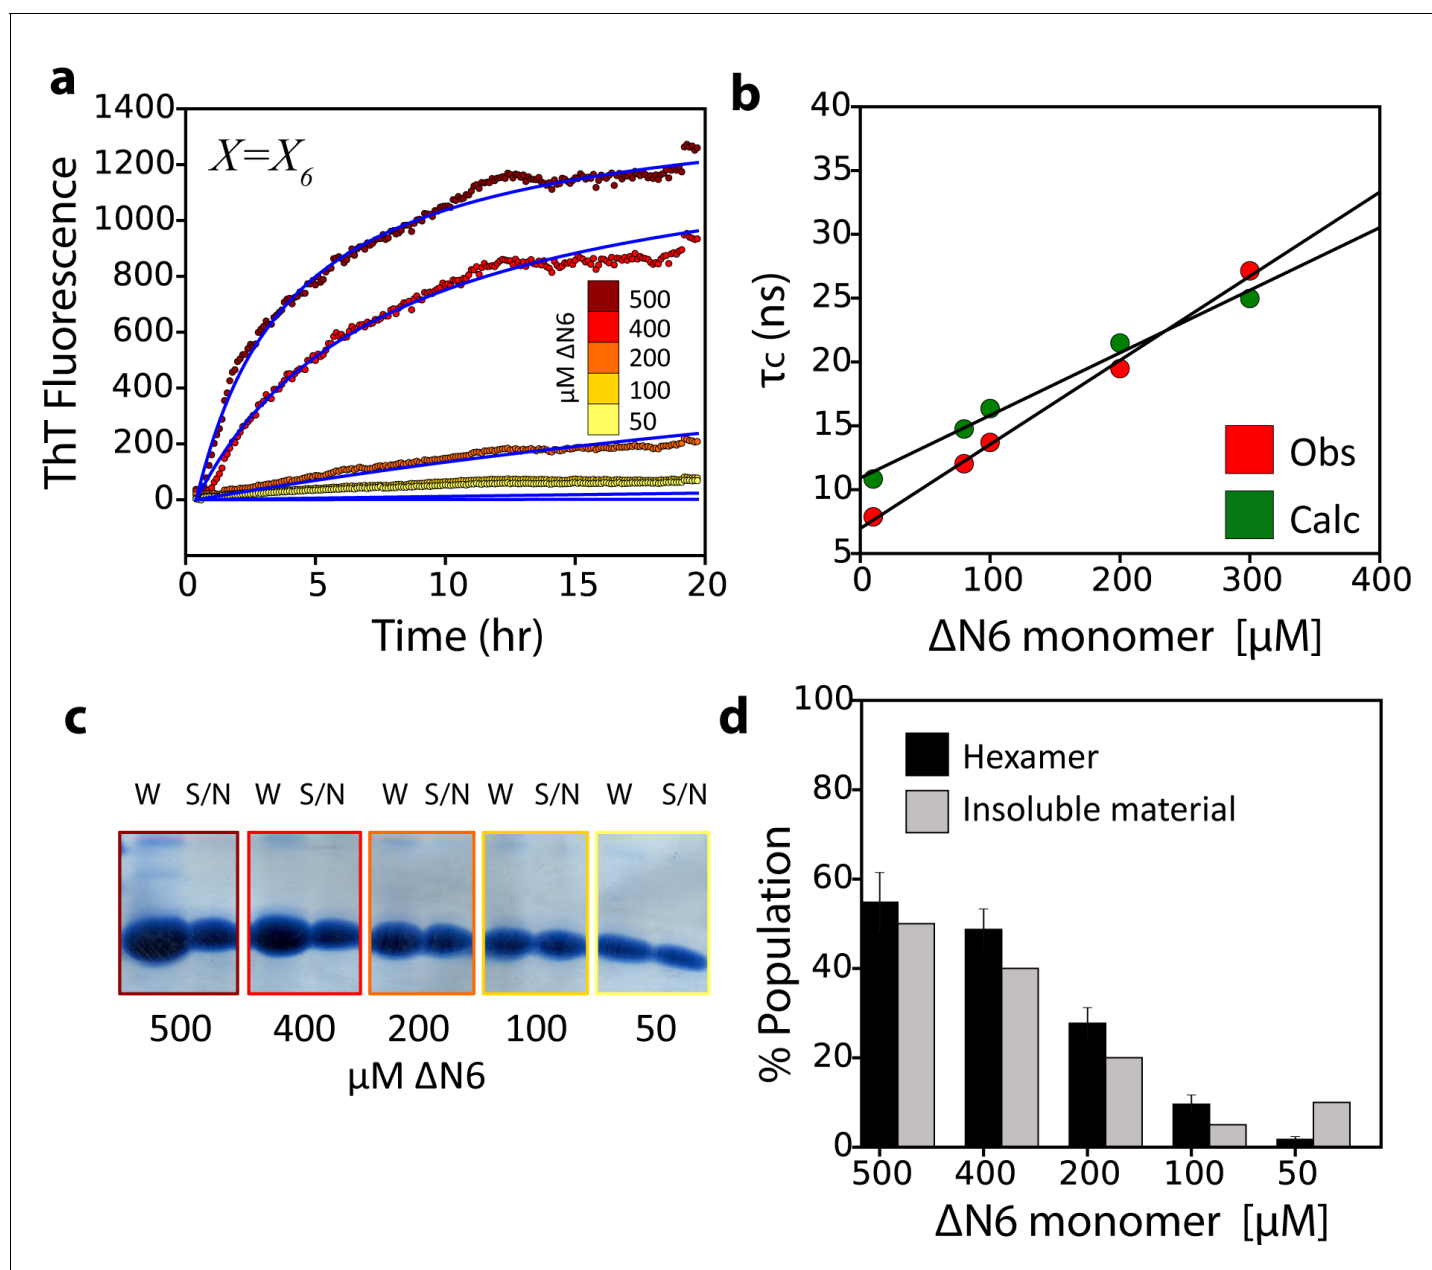 a
1400
1200
1000
800
600
400
200
0
0 5 10 15 20
ThT Fluorescence
Time (hr)
X=X6
µM ΔN6
500
400
200
100
50
b
40
35
30
25
20
15
10
5
0 100 200 300 400
τc (ns)
ΔN6 monomer [µM]
Obs
Calc
c
W S/N W S/N W S/N W S/N W S/N
500 400 200 100 50
µM ΔN6
d
100
80
60
40
20
0
500 400 200 100 50
% Population
ΔN6 monomer [µM]
Hexamer
Insoluble material